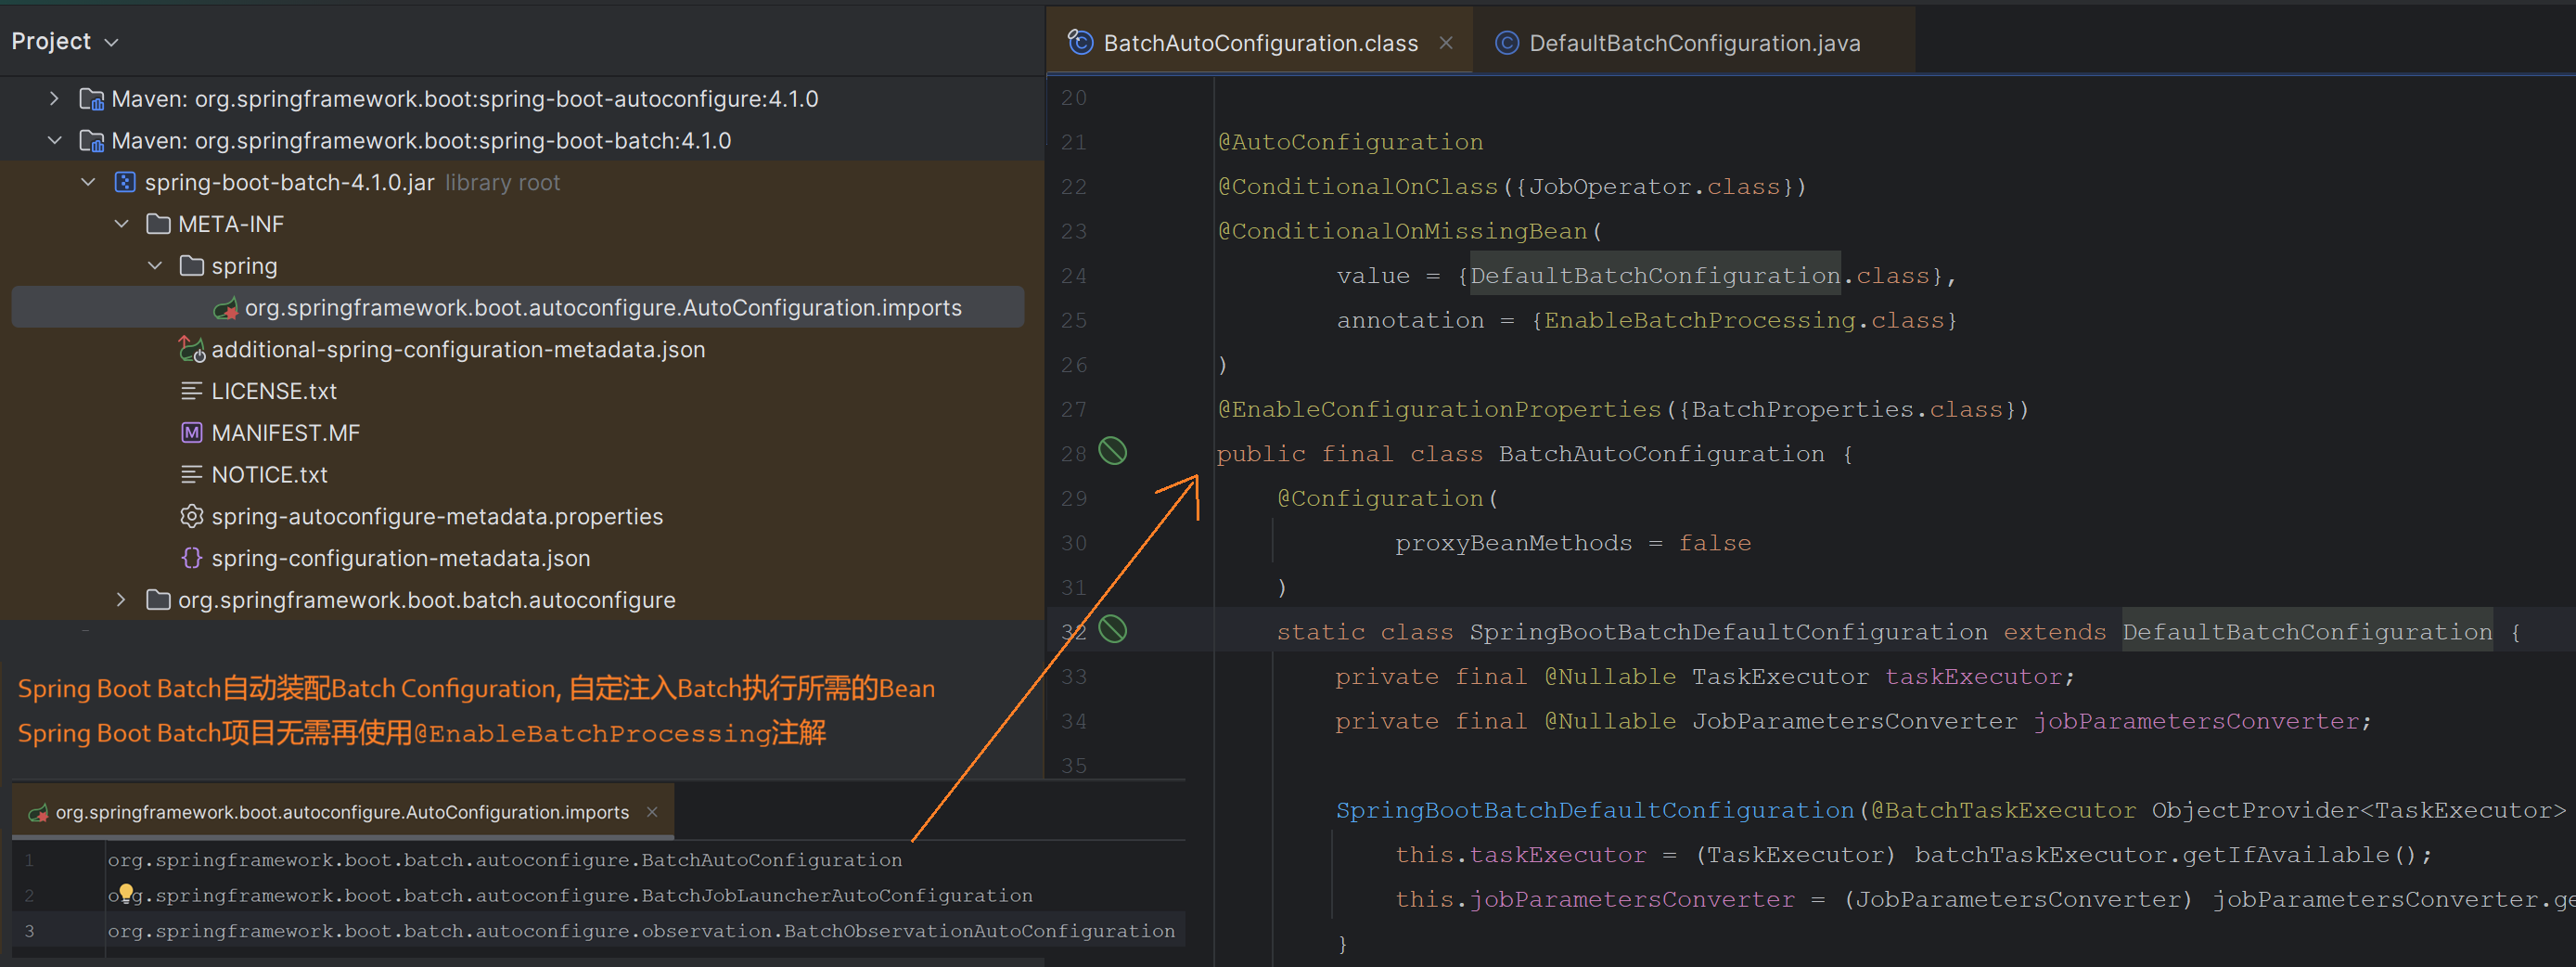 Project
Maven: org.springframework.boot:spring-boot-autoconfigure:4.1.0
Maven: org.springframework.boot:spring-boot-batch:4.1.0
spring-boot-batch-4.1.0.jar library root
META-INF
spring
org.springframework.boot.autoconfigure.AutoConfiguration.imports
additional-spring-configuration-metadata.json
LICENSE.txt
MANIFEST.MF
NOTICE.txt
spring-autoconfigure-metadata.properties
spring-configuration-metadata.json
org.springframework.boot.batch.autoconfigure
Spring Boot Batch自动装配Batch Configuration, 自定注入Batch执行所需的Bean
Spring Boot Batch项目无需再使用@EnableBatchProcessing注解
org.springframework.boot.autoconfigure.AutoConfiguration.imports
1 org.springframework.boot.batch.autoconfigure.BatchAutoConfiguration
2 org.springframework.boot.batch.autoconfigure.BatchJobLauncherAutoConfiguration
3 org.springframework.boot.batch.autoconfigure.observation.BatchObservationAutoConfiguration
BatchAutoConfiguration.class
DefaultBatchConfiguration.java
20
21 @AutoConfiguration
22 @ConditionalOnClass({JobOperator.class})
23 @ConditionalOnMissingBean(
24 value = {DefaultBatchConfiguration.class},
25 annotation = {EnableBatchProcessing.class}
26 )
27 @EnableConfigurationProperties({BatchProperties.class})
28 public final class BatchAutoConfiguration {
29 @Configuration(
30 proxyBeanMethods = false
31 )
32 static class SpringBootBatchDefaultConfiguration extends DefaultBatchConfiguration {
33 private final @Nullable TaskExecutor taskExecutor;
34 private final @Nullable JobParametersConverter jobParametersConverter;
35
SpringBootBatchDefaultConfiguration(@BatchTaskExecutor ObjectProvider<TaskExecutor>
this.taskExecutor = (TaskExecutor) batchTaskExecutor.getIfAvailable();
this.jobParametersConverter = (JobParametersConverter) jobParametersConverter.ge
}